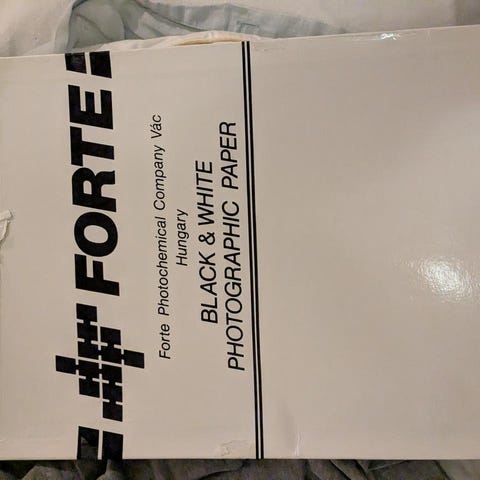 FORTE
Forte Photochemical Company Vác
Hungary
BLACK & WHITE
PHOTOGRAPHIC PAPER